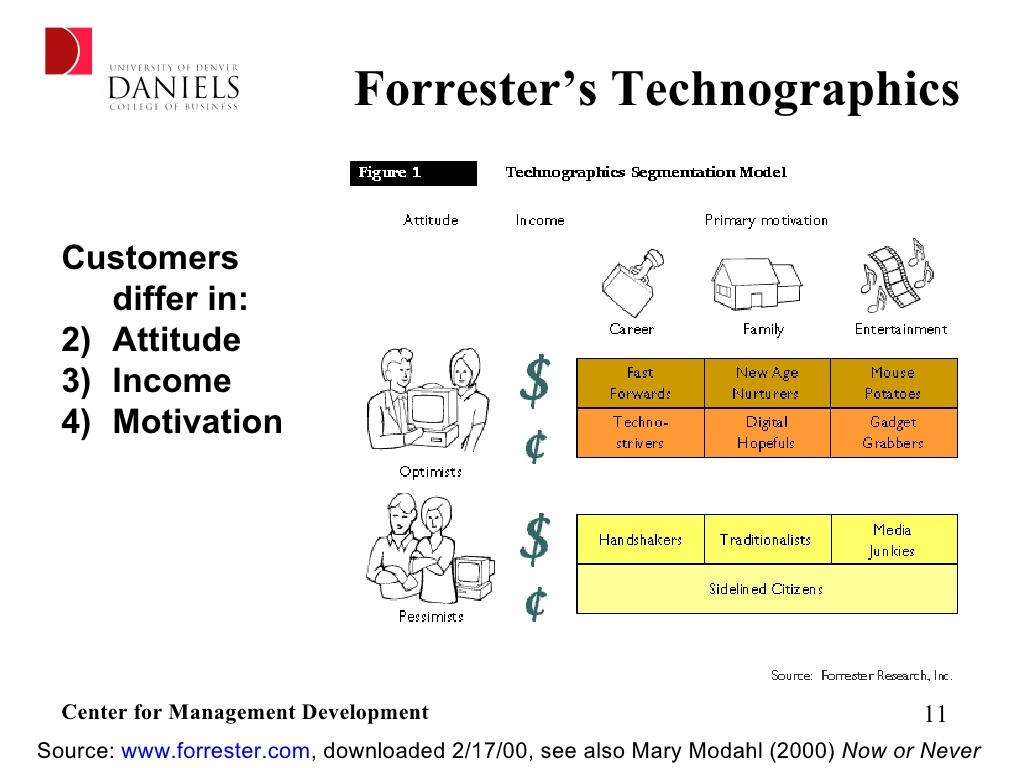 UNIVERSITY OF DENVER
DANIELS
COLLEGE OF BUSINESS
Forrester’s Technographics
Figure 1
Technographics Segmentation Model
Attitude
Income
Primary motivation
Customers
differ in:
2) Attitude
3) Income
4) Motivation
Career
Family
Entertainment
$
Fast
Forwards
New Age
Nurturers
Mouse
Potatoes
¢
Techno-
strivers
Digital
Hopefuls
Gadget
Grabbers
Optimists
$
Handshakers
Traditionalists
Media
Junkies
¢
Sidelined Citizens
Pessimists
Source: Forrester Research, Inc.
Center for Management Development
11
Source: www.forrester.com, downloaded 2/17/00, see also Mary Modahl (2000) Now or Never